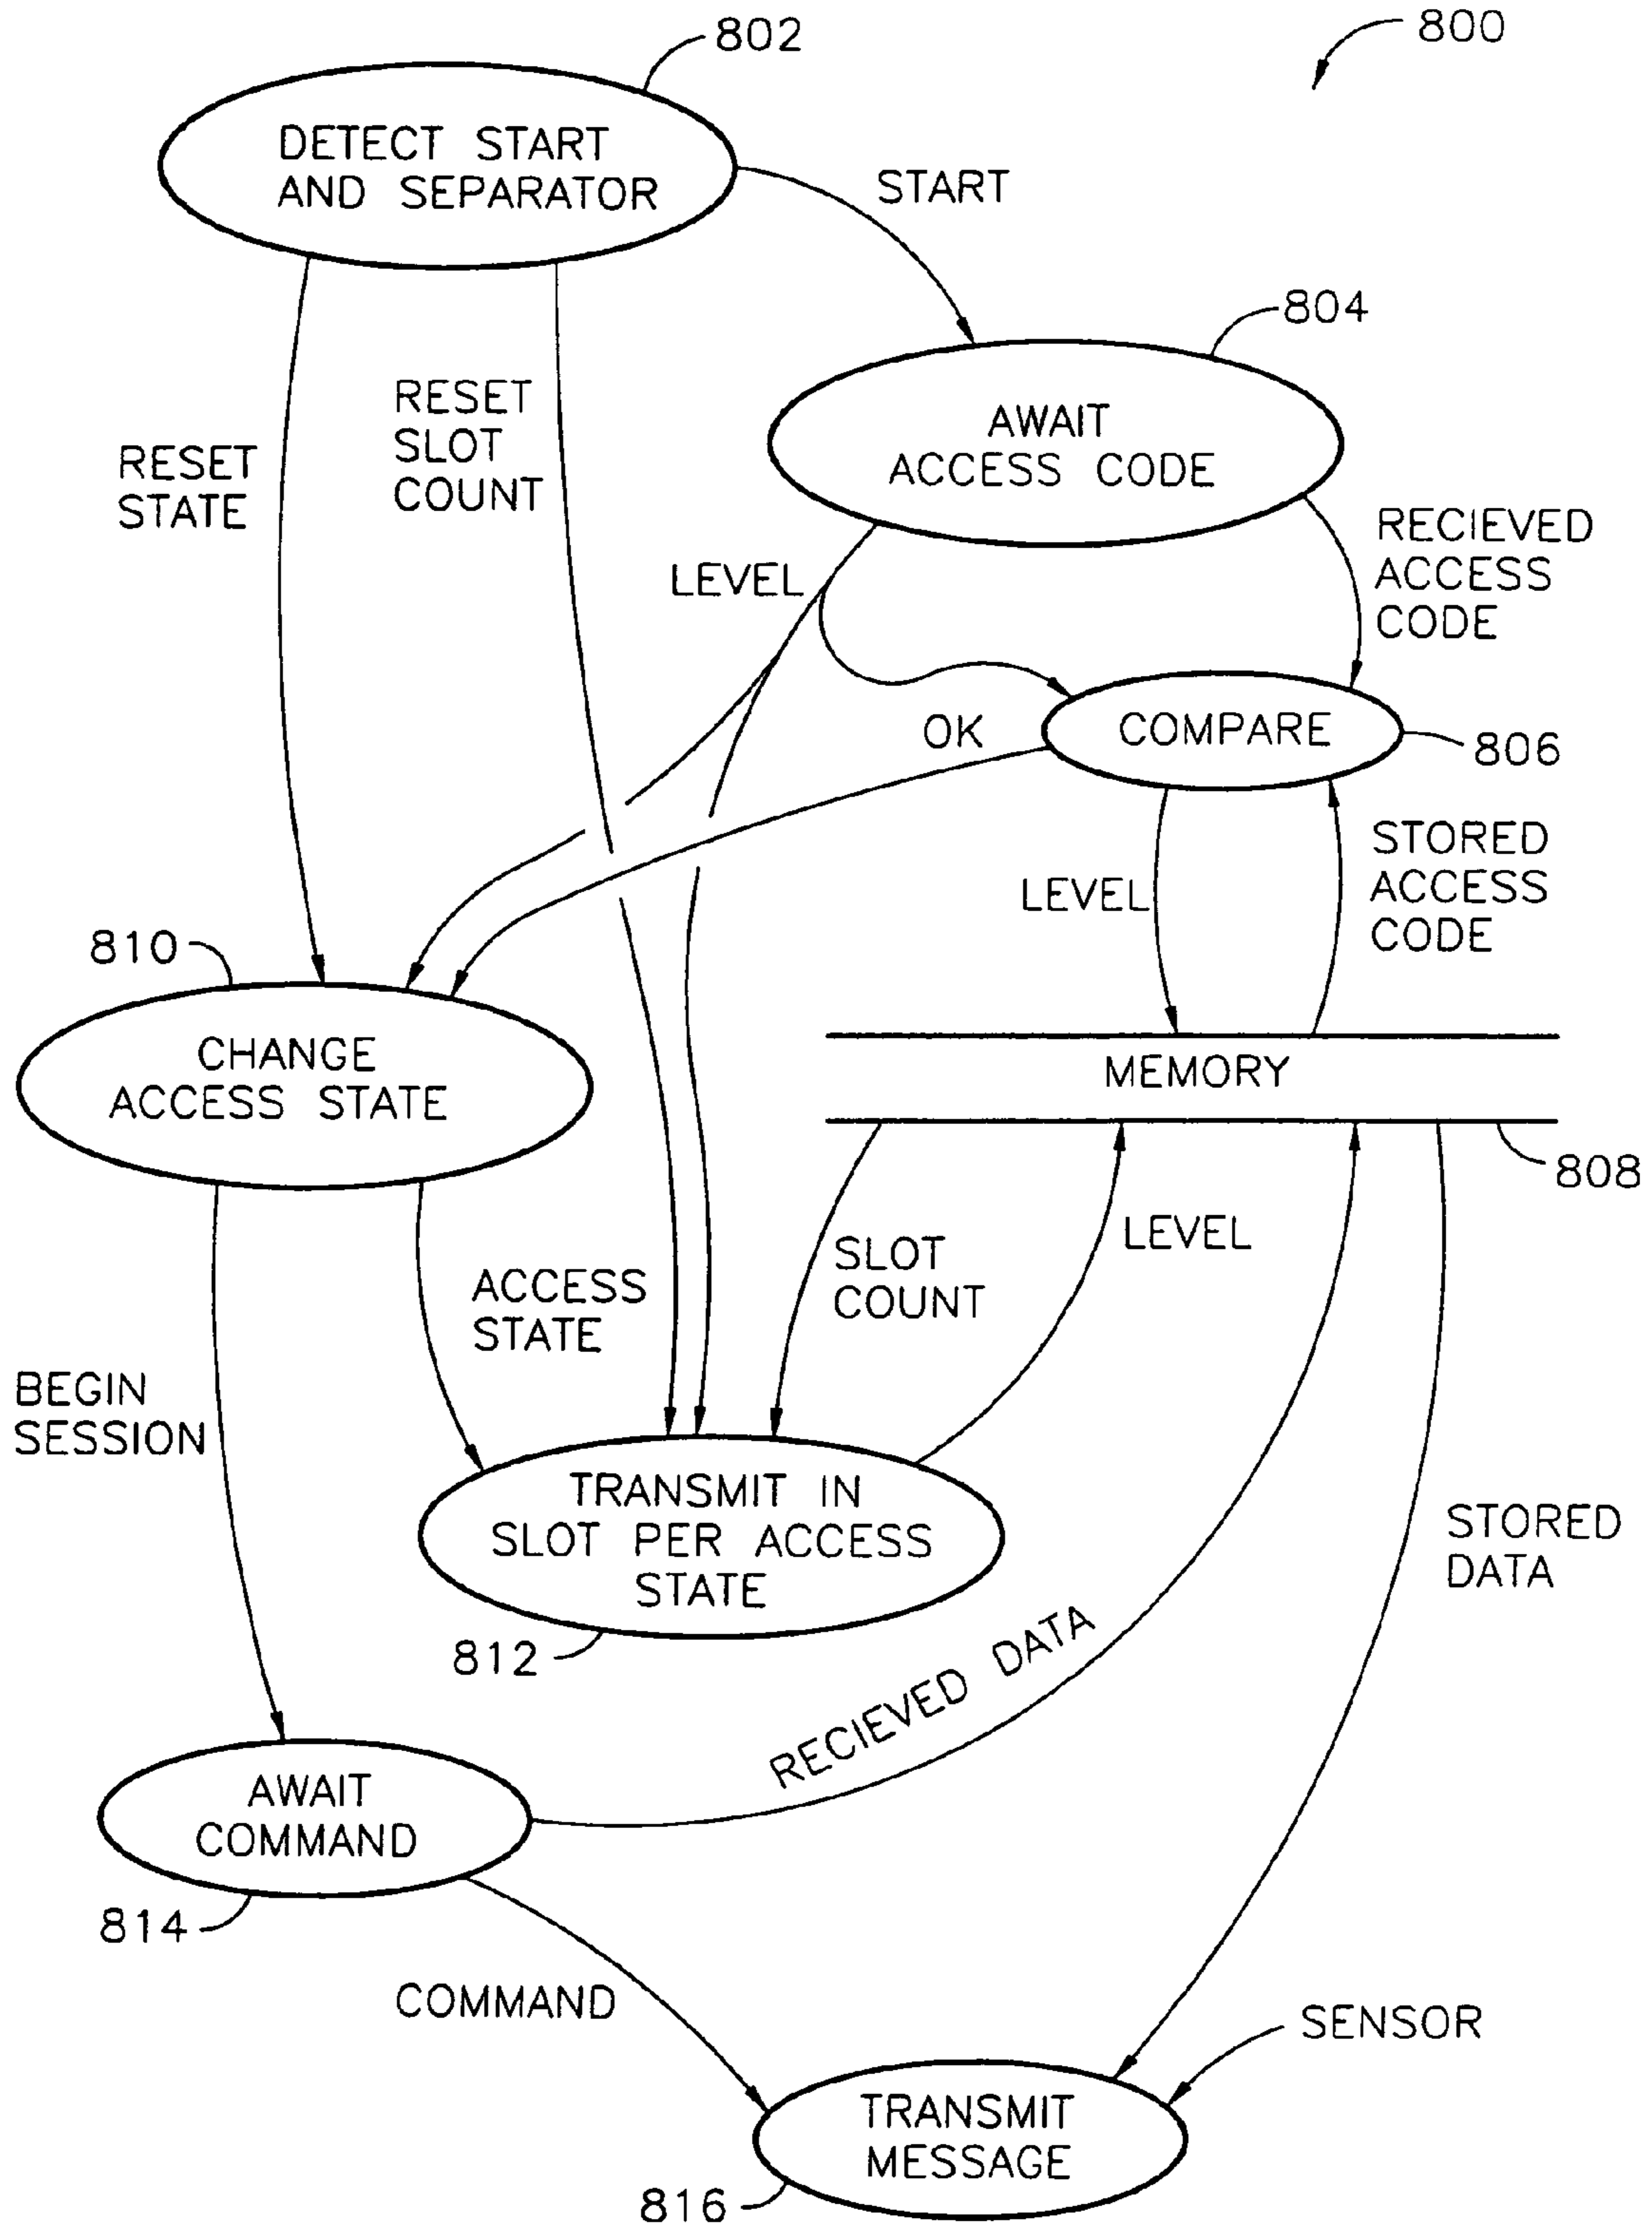 800
802
DETECT START
AND SEPARATOR
START
804
AWAIT
ACCESS CODE
RESET
STATE
RESET
SLOT
COUNT
LEVEL
RECIEVED
ACCESS
CODE
OK
COMPARE
806
LEVEL
STORED
ACCESS
CODE
810
CHANGE
ACCESS STATE
MEMORY
808
SLOT
COUNT
LEVEL
ACCESS
STATE
BEGIN
SESSION
TRANSMIT IN
SLOT PER ACCESS
STATE
812
STORED
DATA
RECIEVED DATA
AWAIT
COMMAND
814
COMMAND
SENSOR
TRANSMIT
MESSAGE
816